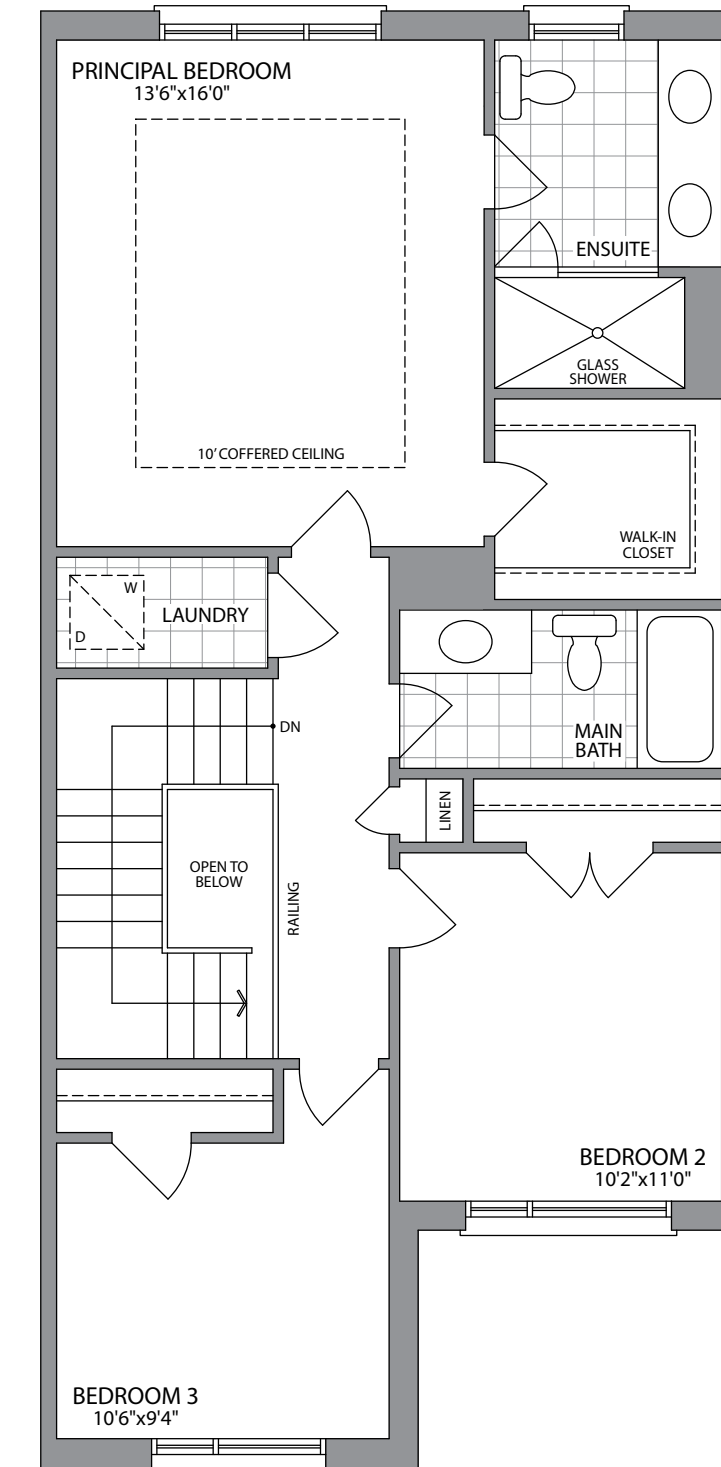 PRINCIPAL BEDROOM
13'6"x16'0"
ENSUITE
GLASS
SHOWER
10' COFFERED CEILING
WALK-IN
CLOSET
W
D
LAUNDRY
MAIN
BATH
DN
LINEN
OPEN TO
BELOW
RAILING
BEDROOM 2
10'2"x11'0"
BEDROOM 3
10'6"x9'4"